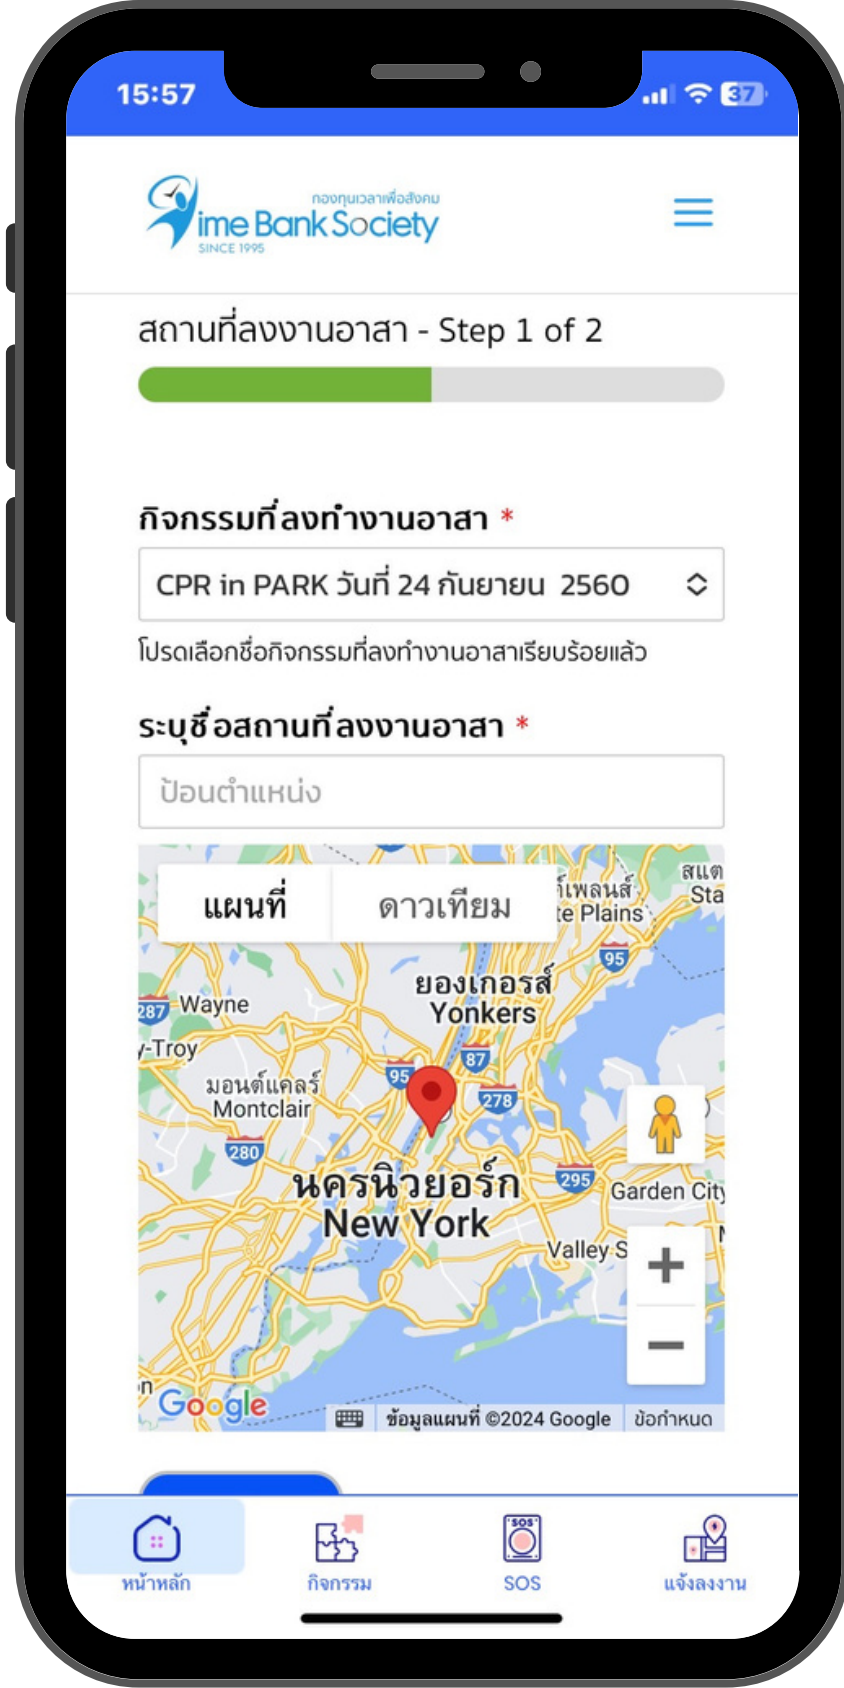 15:57
37
กองทุนเวลาเพื่อสังคม
ime Bank Society
SINCE 1995
สถานที่ลงงานอาสา - Step 1 of 2
กิจกรรมที่ลงทำงานอาสา *
CPR in PARK วันที่ 24 กันยายน 2560
โปรดเลือกชื่อกิจกรรมที่ลงทำงานอาสาเรียบร้อยแล้ว
ระบุชื่อสถานที่ลงงานอาสา *
ป้อนตำแหน่ง
แผนที่
ดาวเทียม
์เพลนส์
te Plains
สแต
Sta
95
ยองเกอรส์
Yonkers
287
Wayne
y-Troy
87
95
278
มอนต์แคลร์
Montclair
280
นครนิวยอร์ก
New York
295
Garden City
Valley S
+
−
n
Google
ข้อมูลแผนที่ ©2024 Google
ข้อกำหนด
หน้าหลัก
กิจกรรม
SOS
SOS
แจ้งลงงาน